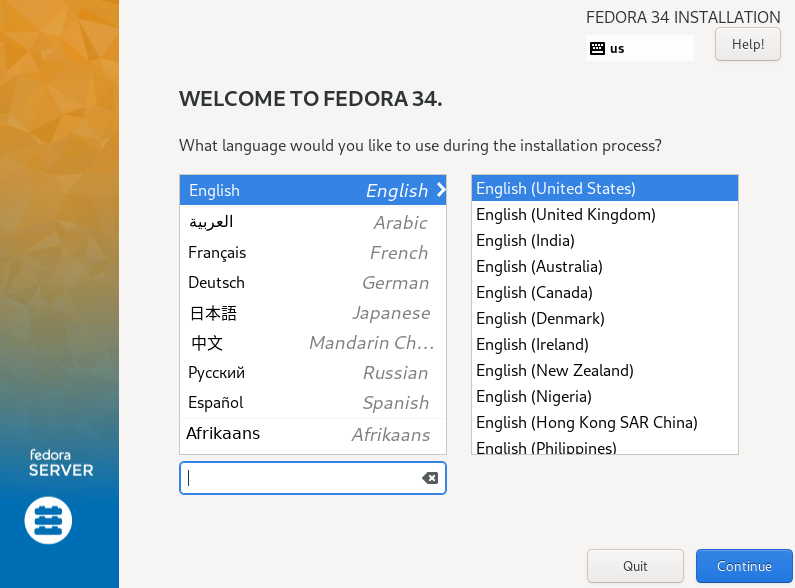 FEDORA 34 INSTALLATION
us
Help!
WELCOME TO FEDORA 34.
What language would you like to use during the installation process?
English English
العربية Arabic
Français French
Deutsch German
日本語 Japanese
中文 Mandarin Ch…
Русский Russian
Español Spanish
Afrikaans Afrikaans
English (United States)
English (United Kingdom)
English (India)
English (Australia)
English (Canada)
English (Denmark)
English (Ireland)
English (New Zealand)
English (Nigeria)
English (Hong Kong SAR China)
English (Philippines)
fedora
SERVER
Quit
Continue